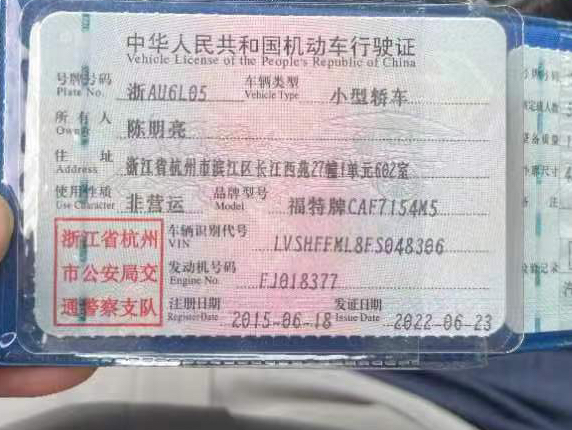 中华人民共和国机动车行驶证
Vehicle License of the People's Republic of China
号牌号码 浙AU6L05 车辆类型 小型轿车
Plate No. Vehicle Type
所有人 陈明亮
Owner
住址 浙江省杭州市滨江区长江西苑27幢1单元602室
Address
使用性质 非营运 品牌型号 福特牌CAF7154M5
Use Character Model
浙江省杭州
市公安局交
通警察支队
车辆识别代号 LVSHFFML8FS048306
VIN
发动机号码 FJ018377
Engine No.
注册日期 2015-06-18 发证日期 2022-06-23
Register Date Issue Date